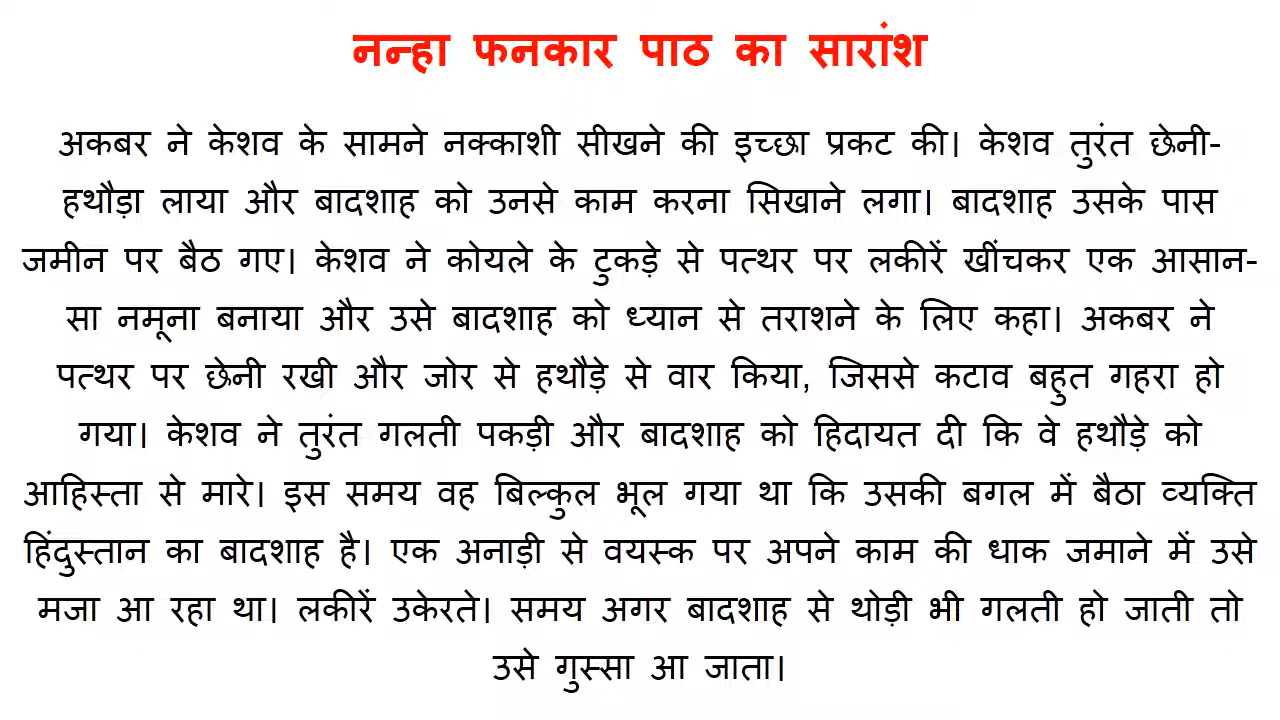 नन्हा फनकार पाठ का सारांश
अकबर ने केशव के सामने नक्काशी सीखने की इच्छा प्रकट की। केशव तुरंत छेनी-
हथौड़ा लाया और बादशाह को उनसे काम करना सिखाने लगा। बादशाह उसके पास
जमीन पर बैठ गए। केशव ने कोयले के टुकड़े से पत्थर पर लकीरें खींचकर एक आसान-
सा नमूना बनाया और उसे बादशाह को ध्यान से तराशने के लिए कहा। अकबर ने
पत्थर पर छेनी रखी और जोर से हथौड़े से वार किया, जिससे कटाव बहुत गहरा हो
गया। केशव ने तुरंत गलती पकड़ी और बादशाह को हिदायत दी कि वे हथौड़े को
आहिस्ता से मारे। इस समय वह बिल्कुल भूल गया था कि उसकी बगल में बैठा व्यक्ति
हिंदुस्तान का बादशाह है। एक अनाड़ी से वयस्क पर अपने काम की धाक जमाने में उसे
मजा आ रहा था। लकीरें उकेरते। समय अगर बादशाह से थोड़ी भी गलती हो जाती तो
उसे गुस्सा आ जाता।